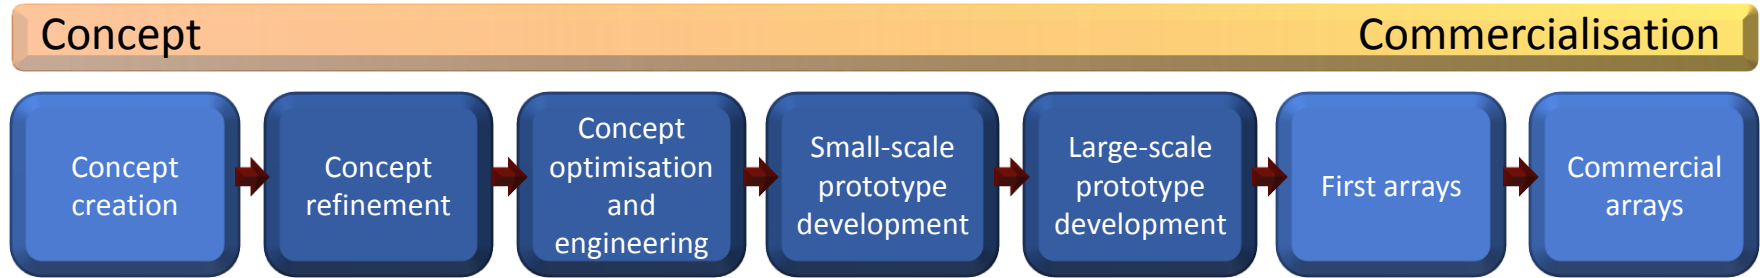 Concept
Commercialisation
Concept
creation
Concept
refinement
Concept
optimisation
and
engineering
Small-scale
prototype
development
Large-scale
prototype
development
First arrays
Commercial
arrays